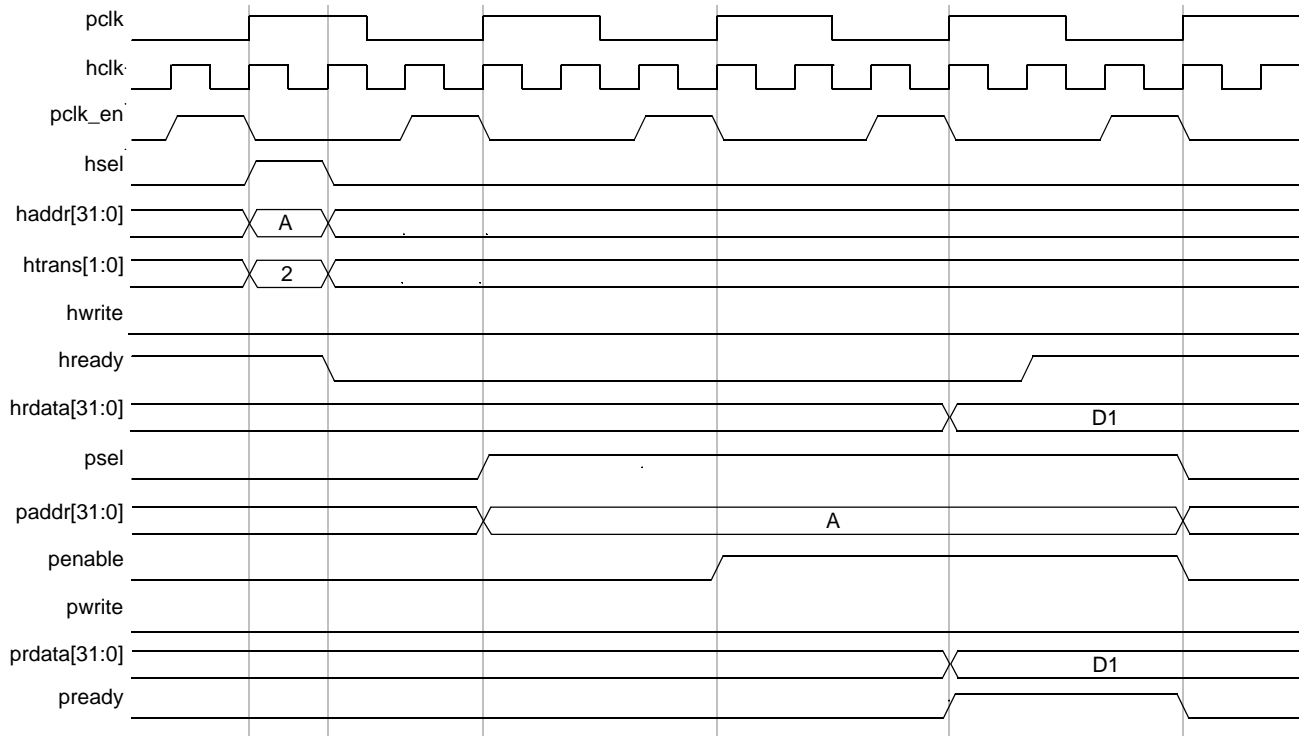 pclk
hclk
pclk_en
hsel
haddr[31:0] A
htrans[1:0] 2
hwrite
hready
hrdata[31:0] D1
psel
paddr[31:0] A
penable
pwrite
prdata[31:0] D1
pready